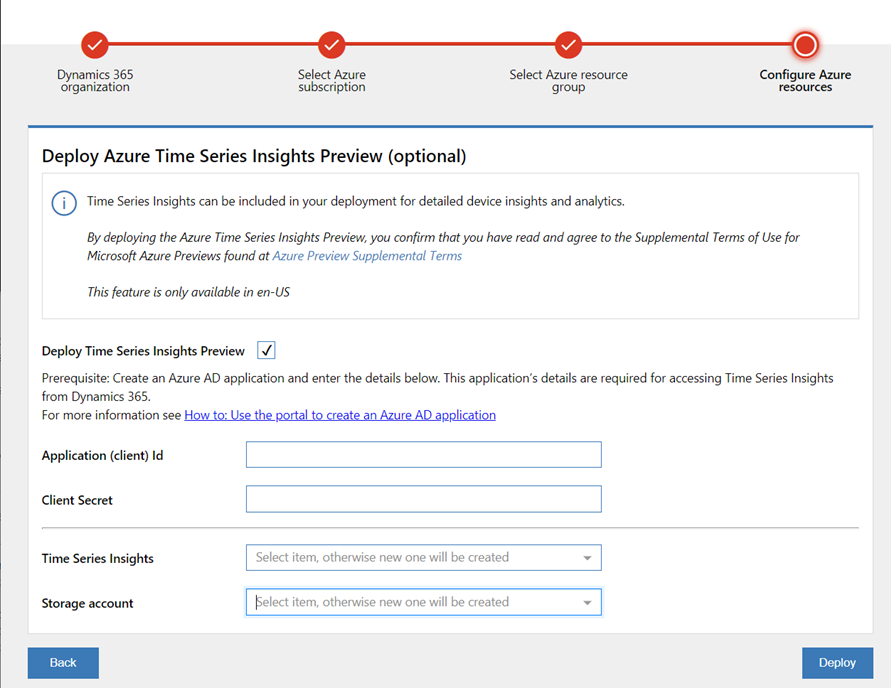 Dynamics 365
organization
Select Azure
subscription
Select Azure resource
group
Configure Azure
resources
Deploy Azure Time Series Insights Preview (optional)
Time Series Insights can be included in your deployment for detailed device insights and analytics.
By deploying the Azure Time Series Insights Preview, you confirm that you have read and agree to the Supplemental Terms of Use for
Microsoft Azure Previews found at Azure Preview Supplemental Terms
This feature is only available in en-US
Deploy Time Series Insights Preview
Prerequisite: Create an Azure AD application and enter the details below. This application's details are required for accessing Time Series Insights
from Dynamics 365.
For more information see How to: Use the portal to create an Azure AD application
Application (client) Id
Client Secret
Time Series Insights
Select item, otherwise new one will be created
Storage account
Select item, otherwise new one will be created
Back
Deploy